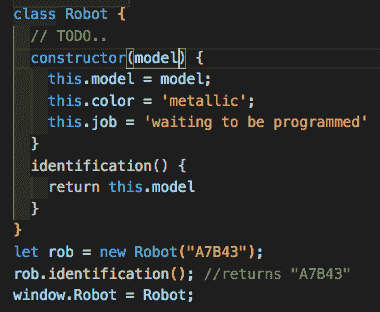 class Robot {
// TODO..
constructor(model) {
this.model = model;
this.color = 'metallic';
this.job = 'waiting to be programmed'
}
identification() {
return this.model
}
}
let rob = new Robot("A7B43");
rob.identification(); //returns "A7B43"
window.Robot = Robot;